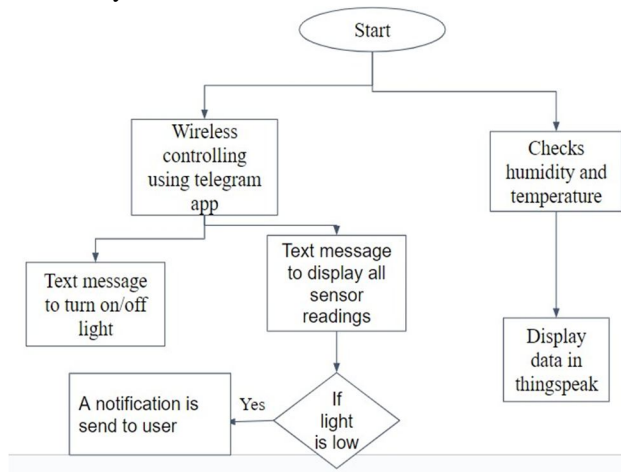 Start
Wireless
controlling
using telegram
app
Checks
humidity and
temperature
Text message
to turn on/off
light
Text message
to display all
sensor
readings
Display
data in
thingspeak
A notification is
send to user
Yes
If
light
is low